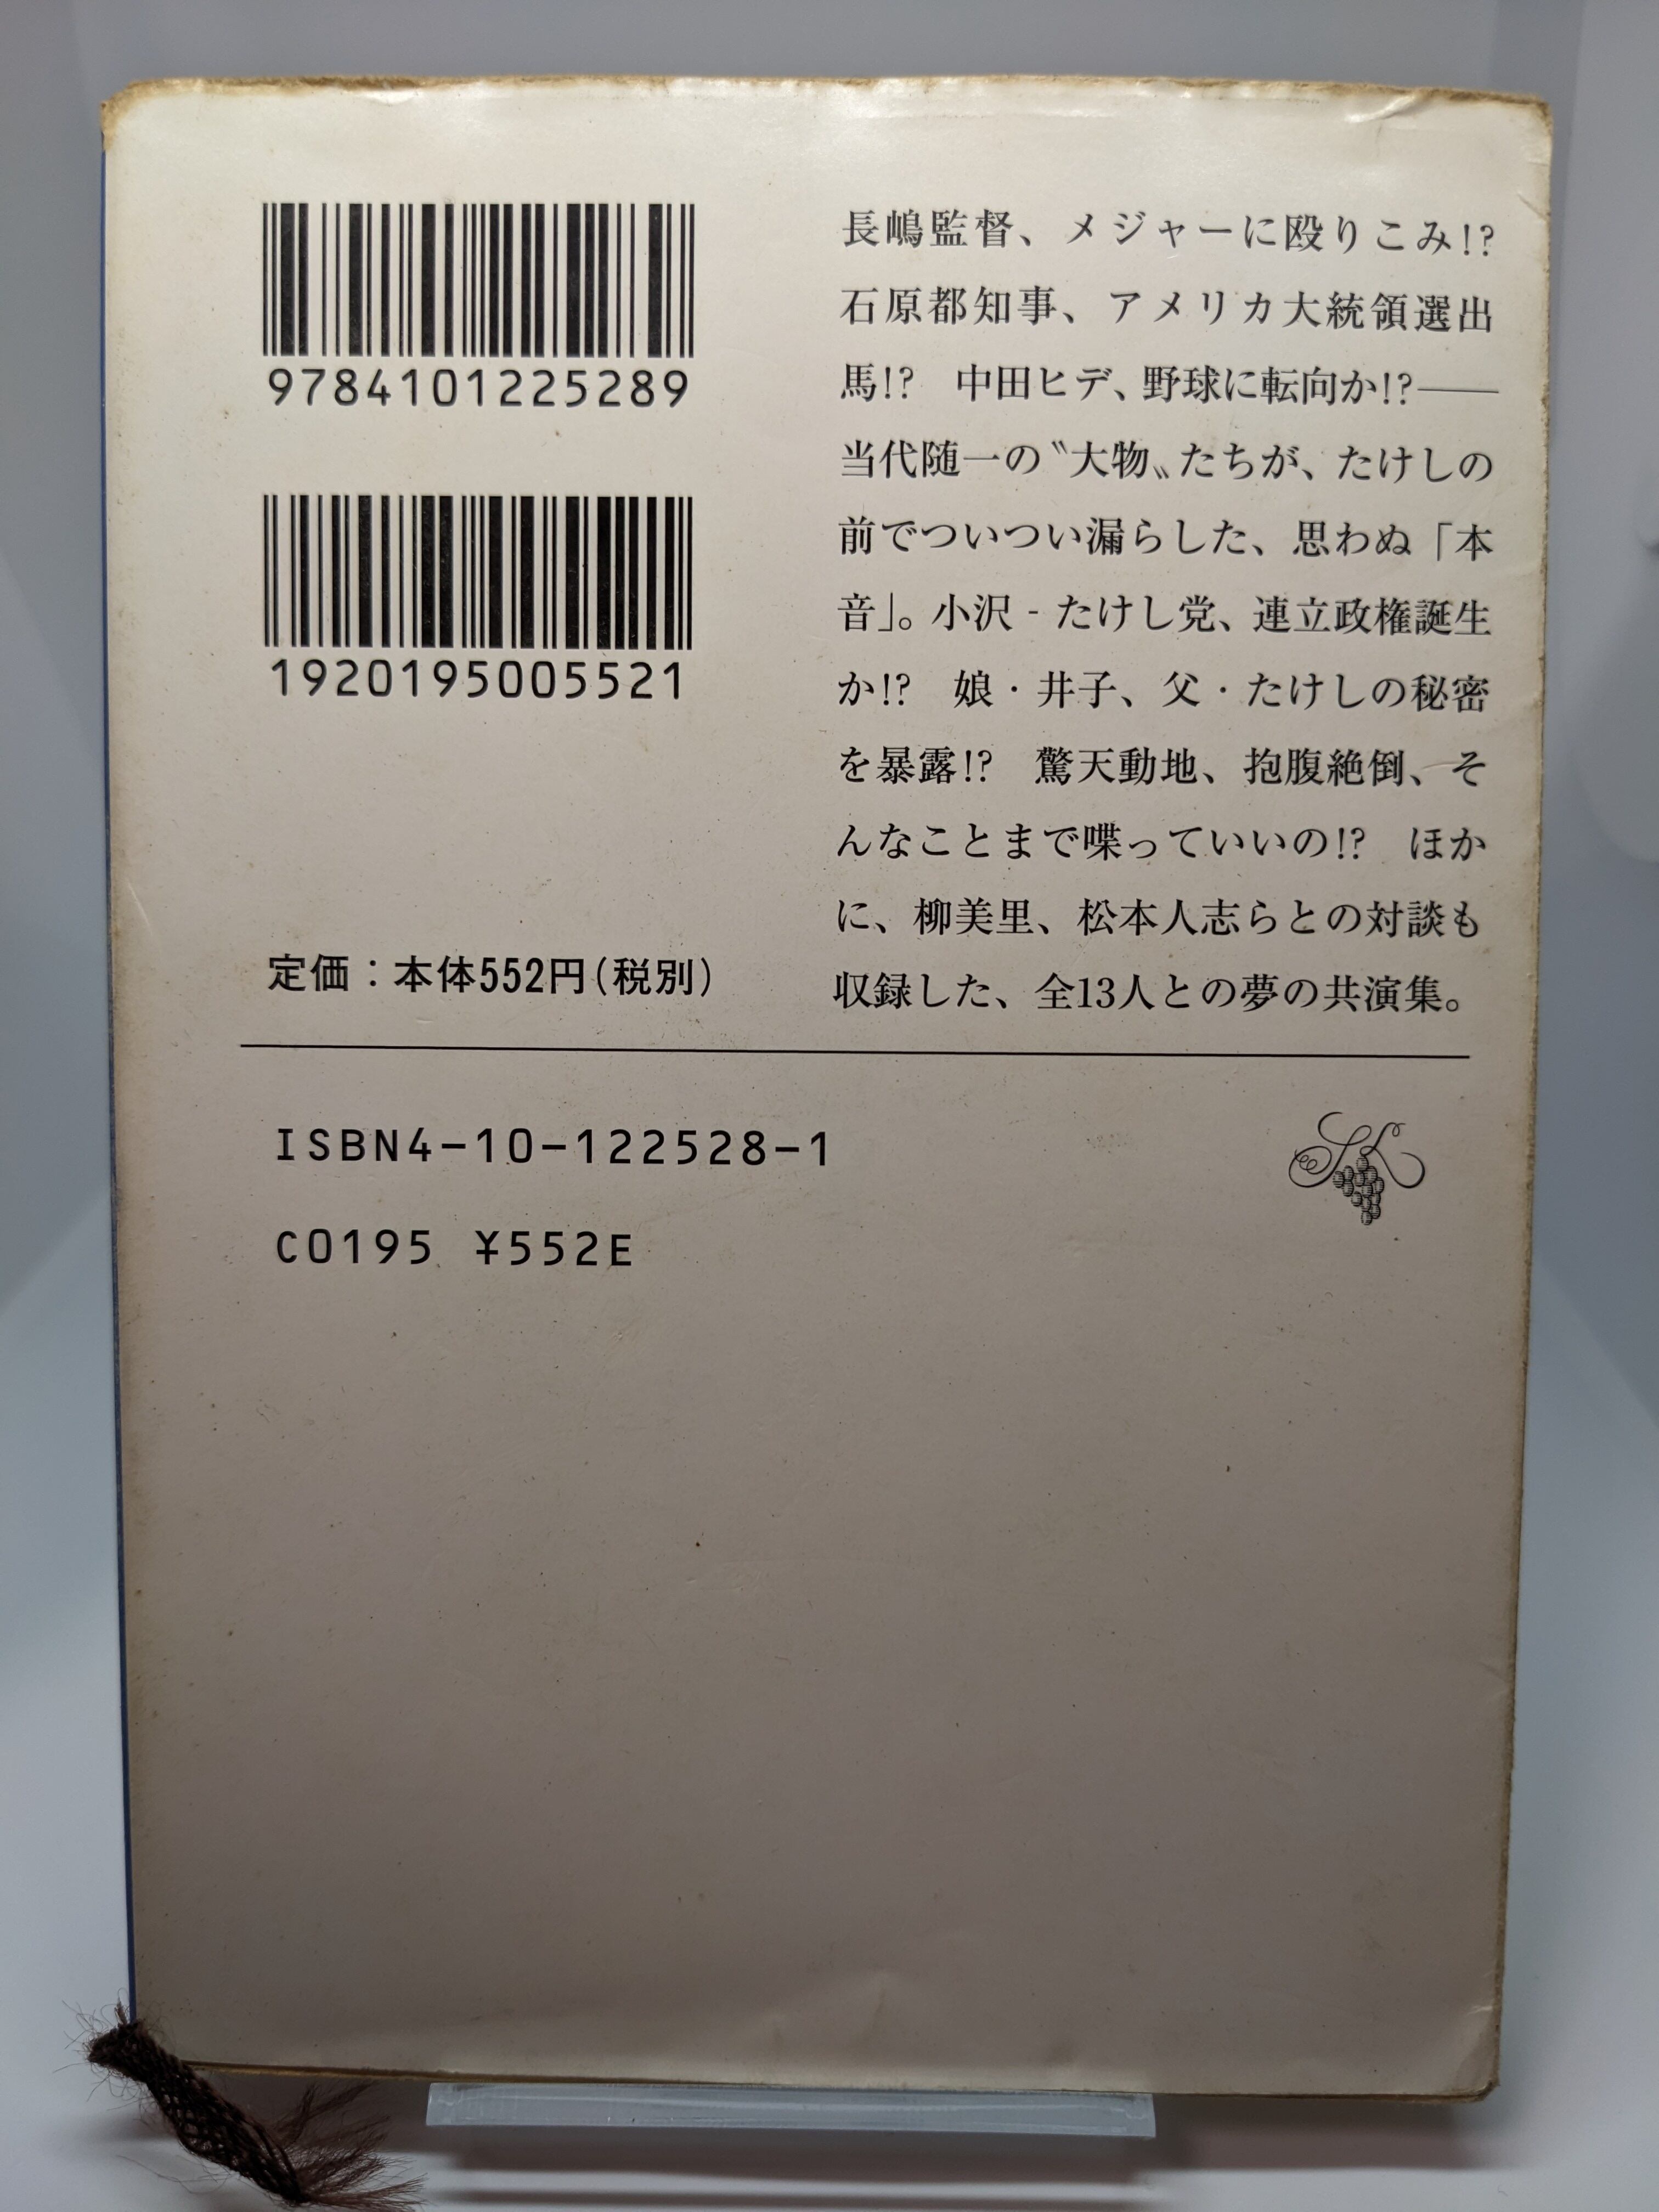 9784101225289
1920195005521
定価：本体552円(税別)
長嶋監督、メジャーに殴りこみ!?
石原都知事、アメリカ大統領選出
馬!?　中田ヒデ、野球に転向か!?――
当代随一の〝大物〟たちが、たけしの
前でついつい漏らした、思わぬ「本
音」。小沢‐たけし党、連立政権誕生
か!?　娘・井子、父・たけしの秘密
を暴露!?　驚天動地、抱腹絶倒、そ
んなことまで喋っていいの!?　ほか
に、柳美里、松本人志らとの対談も
収録した、全13人との夢の共演集。
ISBN4-10-122528-1
C0195 ¥552E